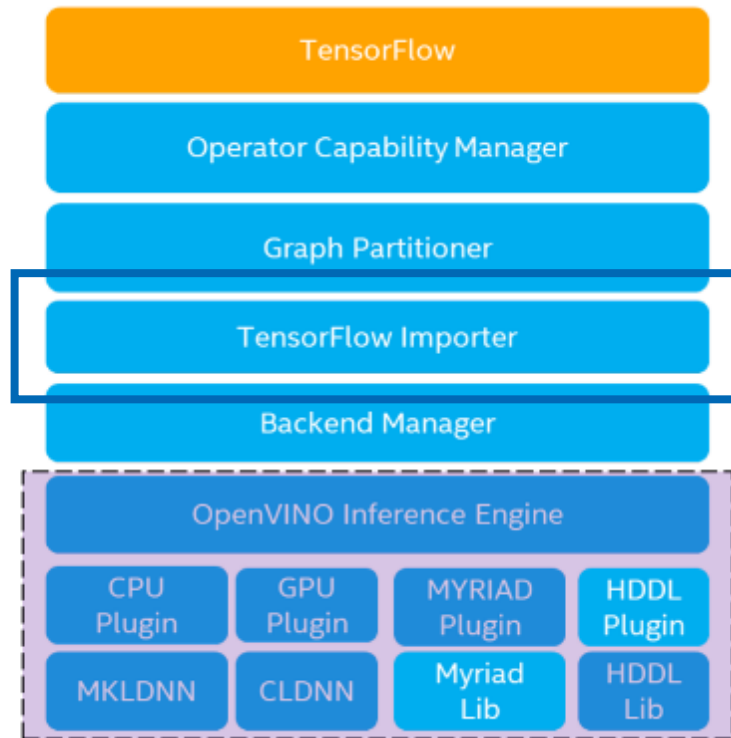 TensorFlow
Operator Capability Manager
Graph Partitioner
TensorFlow Importer
Backend Manager
OpenVINO Inference Engine
CPU
Plugin
GPU
Plugin
MYRIAD
Plugin
HDDL
Plugin
MKLDNN
CLDNN
Myriad
Lib
HDDL
Lib